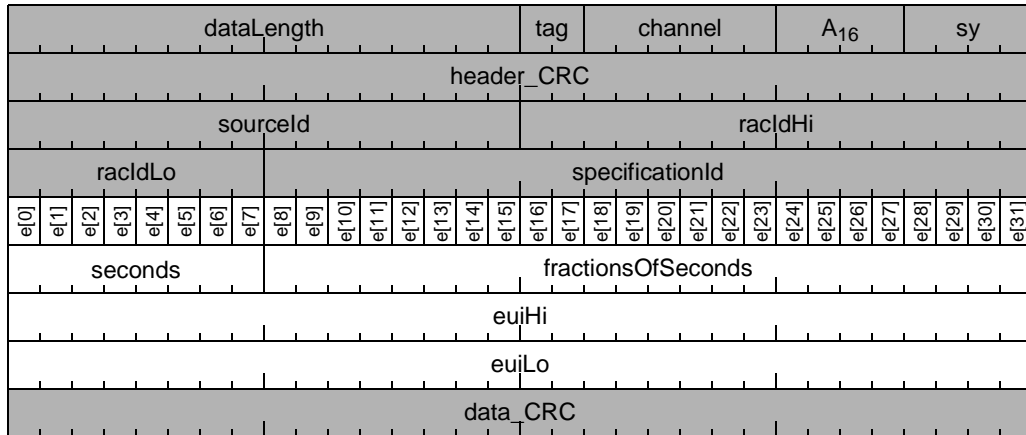 dataLength tag channel A16 sy
header_CRC
sourceId racIdHi
racIdLo specificationId
e[0] e[1] e[2] e[3] e[4] e[5] e[6] e[7] e[8] e[9] e[10] e[11] e[12] e[13] e[14] e[15] e[16] e[17] e[18] e[19] e[20] e[21] e[22] e[23] e[24] e[25] e[26] e[27] e[28] e[29] e[30] e[31]
seconds fractionsOfSeconds
euiHi
euiLo
data_CRC